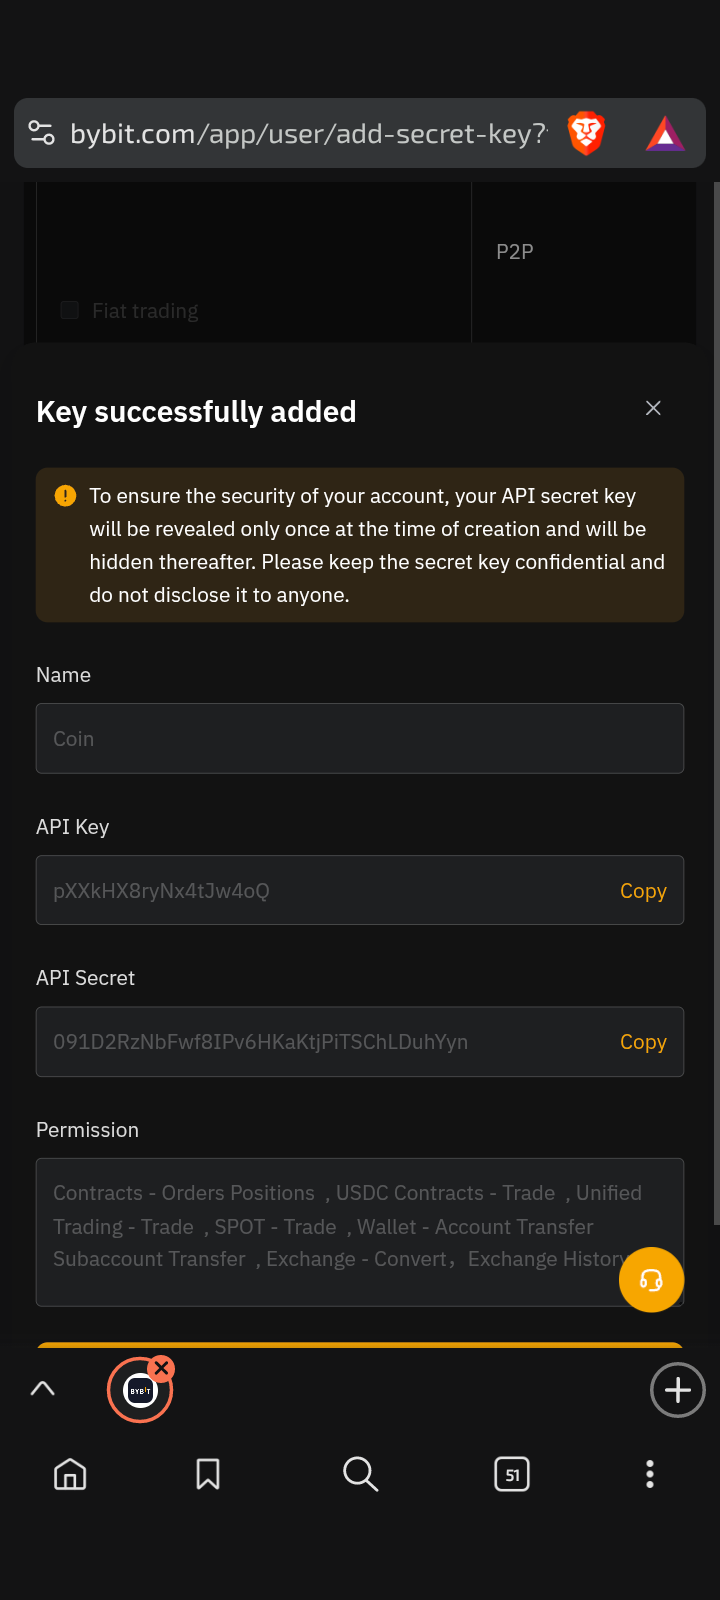 bybit.com/app/user/add-secret-key?
P2P
Fiat trading
Key successfully added
To ensure the security of your account, your API secret key
will be revealed only once at the time of creation and will be
hidden thereafter. Please keep the secret key confidential and
do not disclose it to anyone.
Name
Coin
API Key
pXXkHX8ryNx4tJw4oQ
Copy
API Secret
091D2RzNbFwf8IPv6HKaKtjPiTSChLDuhYyn
Copy
Permission
Contracts - Orders Positions , USDC Contracts - Trade , Unified
Trading - Trade , SPOT - Trade , Wallet - Account Transfer
Subaccount Transfer , Exchange - Convert，Exchange History
BYBIT
51